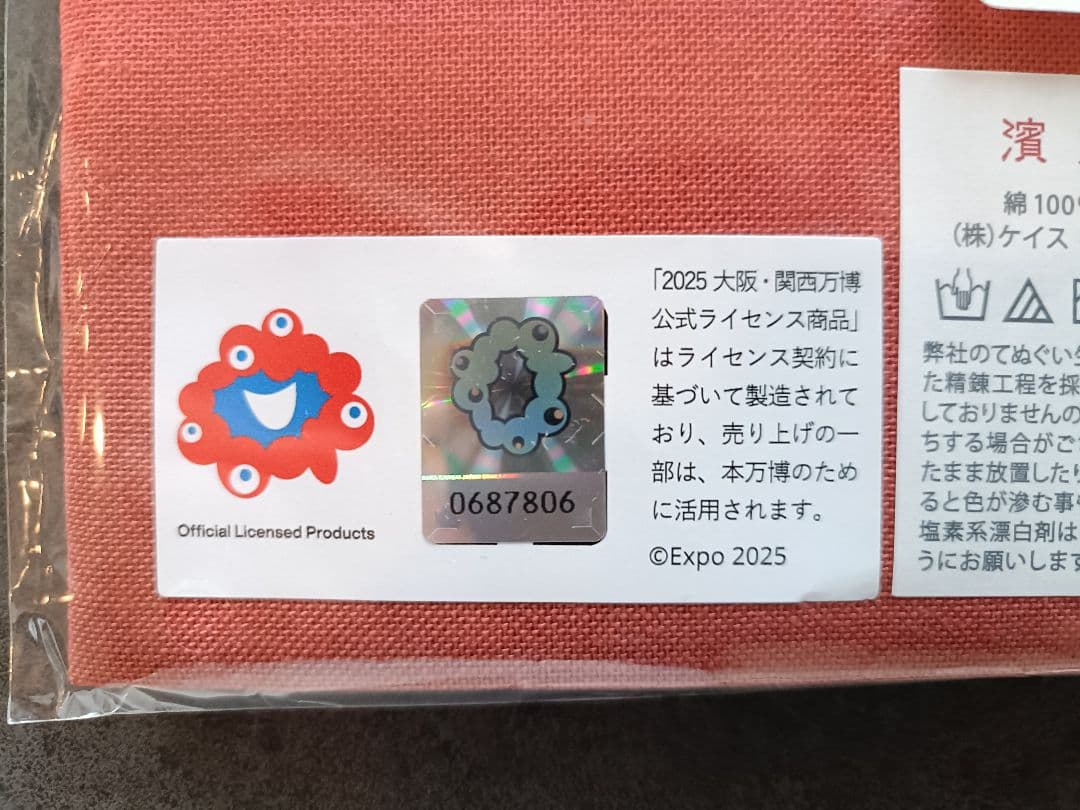 Official Licensed Products
0687806
「2025 大阪・関西万博
公式ライセンス商品」
はライセンス契約に
基づいて製造されて
おり、売り上げの一
部は、本万博のため
に活用されます。
©Expo 2025
濱
綿 100%
(株)ケイス
弊社のてぬぐい
た精錬工程を採
しておりませんの
ちする場合がご
たまま放置したり
ると色が滲む事や
塩素系漂白剤は
うにお願いします